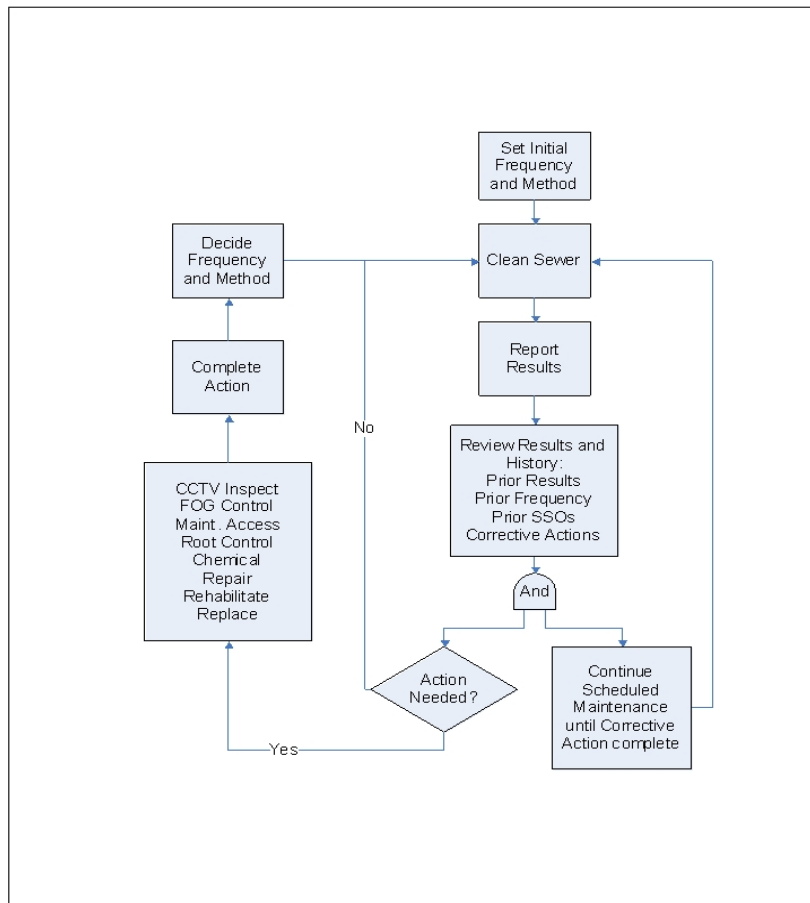 Set Initial
Frequency
and Method
Decide
Frequency
and Method
Clean Sewer
Report
Results
Complete
Action
No
Review Results and
History:
Prior Results
Prior Frequency
Prior SSOs
Corrective Actions
CCTV Inspect
FOG Control
Maint. Access
Root Control
Chemical
Repair
Rehabilitate
Replace
And
Action
Needed?
Continue
Scheduled
Maintenance
until Corrective
Action complete
Yes